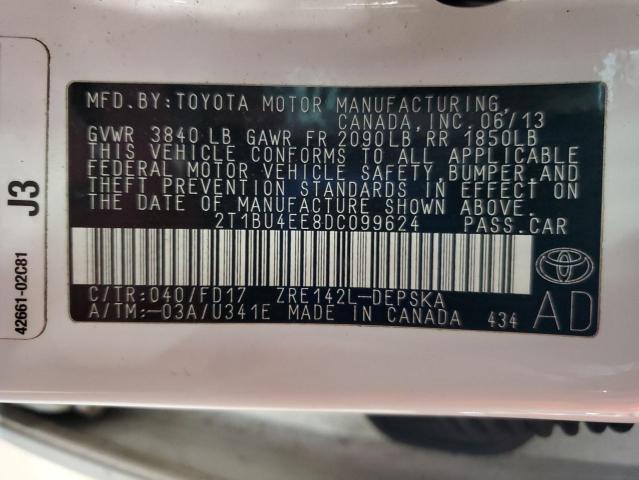 MFD.BY:TOYOTA MOTOR MANUFACTURING,
CANADA, INC. 06/13
GVWR 3840 LB GAWR FR 2090LB RR 1850LB
THIS VEHICLE CONFORMS TO ALL APPLICABLE
FEDERAL MOTOR VEHICLE SAFETY, BUMPER, AND
THEFT PREVENTION STANDARDS IN EFFECT ON
THE DATE OF MANUFACTURE SHOWN ABOVE.
2T1BU4EE8DC099624 PASS.CAR
C/TR:040/FD17 ZRE142L-DEPSKA
A/TM:-03A/U341E MADE IN CANADA 434
AD
TOYOTA
J3
42661-02C81